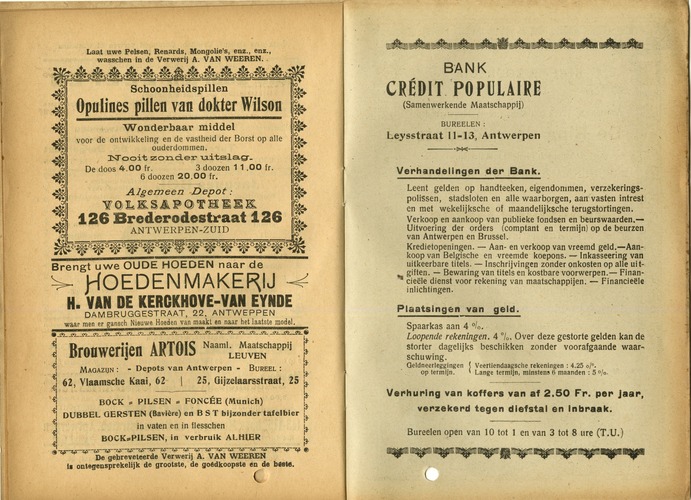 Laat uwe Pelsen, Renards, Mongolie's, enz., enz.,
wasschen in de Verwerij A. VAN WEEREN.
Schoonheidspillen
Opulines pillen van dokter Wilson
Wonderbaar middel
voor de ontwikkeling en de vastheid der Borst op alle
ouderdommen.
Nooit zonder uitslag.
De doos 4.00 fr. 3 doozen 11.00 fr.
6 doozen 20.00 fr.
Algemeen Depot :
VOLKSAPOTHEEK
126 Brederodestraat 126
ANTWERPEN-ZUID
Brengt uwe OUDE HOEDEN naar de
HOEDENMAKERIJ
H. VAN DE KERCKHOVE-VAN EYNDE
DAMBRUGGESTRAAT, 22, ANTWEPPEN
waar men er gansch Nieuwe Hoeden van maakt en naar het laatste model.
Brouwerijen ARTOIS Naaml. Maatschappij
LEUVEN
MAGAZIJN : - Depots van Antwerpen - BUREEL :
62, Vlaamsche Kaai, 62 | 25, Gijzelaarsstraat, 25
BOCK = PILSEN = FONCÉE (Munich)
DUBBEL GERSTEN (Bavière) en B S T bijzonder tafelbier
in vaten en in flesschen
BOCK=PILSEN, in verbruik ALHIER
De gebreveteerde Verwerij A. VAN WEEREN
is ontegensprekelijk de grootste, de goedkoopste en de beste.
BANK
CRÉDIT POPULAIRE
(Samenwerkende Maatschappij)
BUREELEN :
Leysstraat 11-13, Antwerpen
Verhandelingen der Bank.
Leent gelden op handteeken, eigendommen, verzekerings-
polissen, stadsloten en alle waarborgen, aan vasten intrest
en met wekelijksche of maandelijksche terugstortingen.
Verkoop en aankoop van publieke fondsen en beurswaarden.—
Uitvoering der orders (comptant en termijn) op de beurzen
van Antwerpen en Brussel.
Kredietopeningen. — Aan- en verkoop van vreemd geld.—Aan-
koop van Belgische en vreemde koepons. — Inkasseering van
uitkeerbare titels. — Inschrijvingen zonder onkosten op alle uit-
giften. — Bewaring van titels en kostbare voorwerpen.— Finan-
cieële dienst voor rekening van maatschappijen. — Financieële
inlichtingen.
Plaatsingen van geld.
Spaarkas aan 4 %.
Loopende rekeningen. 4 %. Over deze gestorte gelden kan de
storter dagelijks beschikken zonder voorafgaande waar-
schuwing.
Geldneerleggingen { Veertiendaagsche rekeningen : 4.25 o/°.
op termijn. Lange termijn, minstens 6 maanden : 5 o/o.
Verhuring van koffers van af 2.50 Fr. per jaar,
verzekerd tegen diefstal en inbraak.
Bureelen open van 10 tot 1 en van 3 tot 8 ure (T.U.)